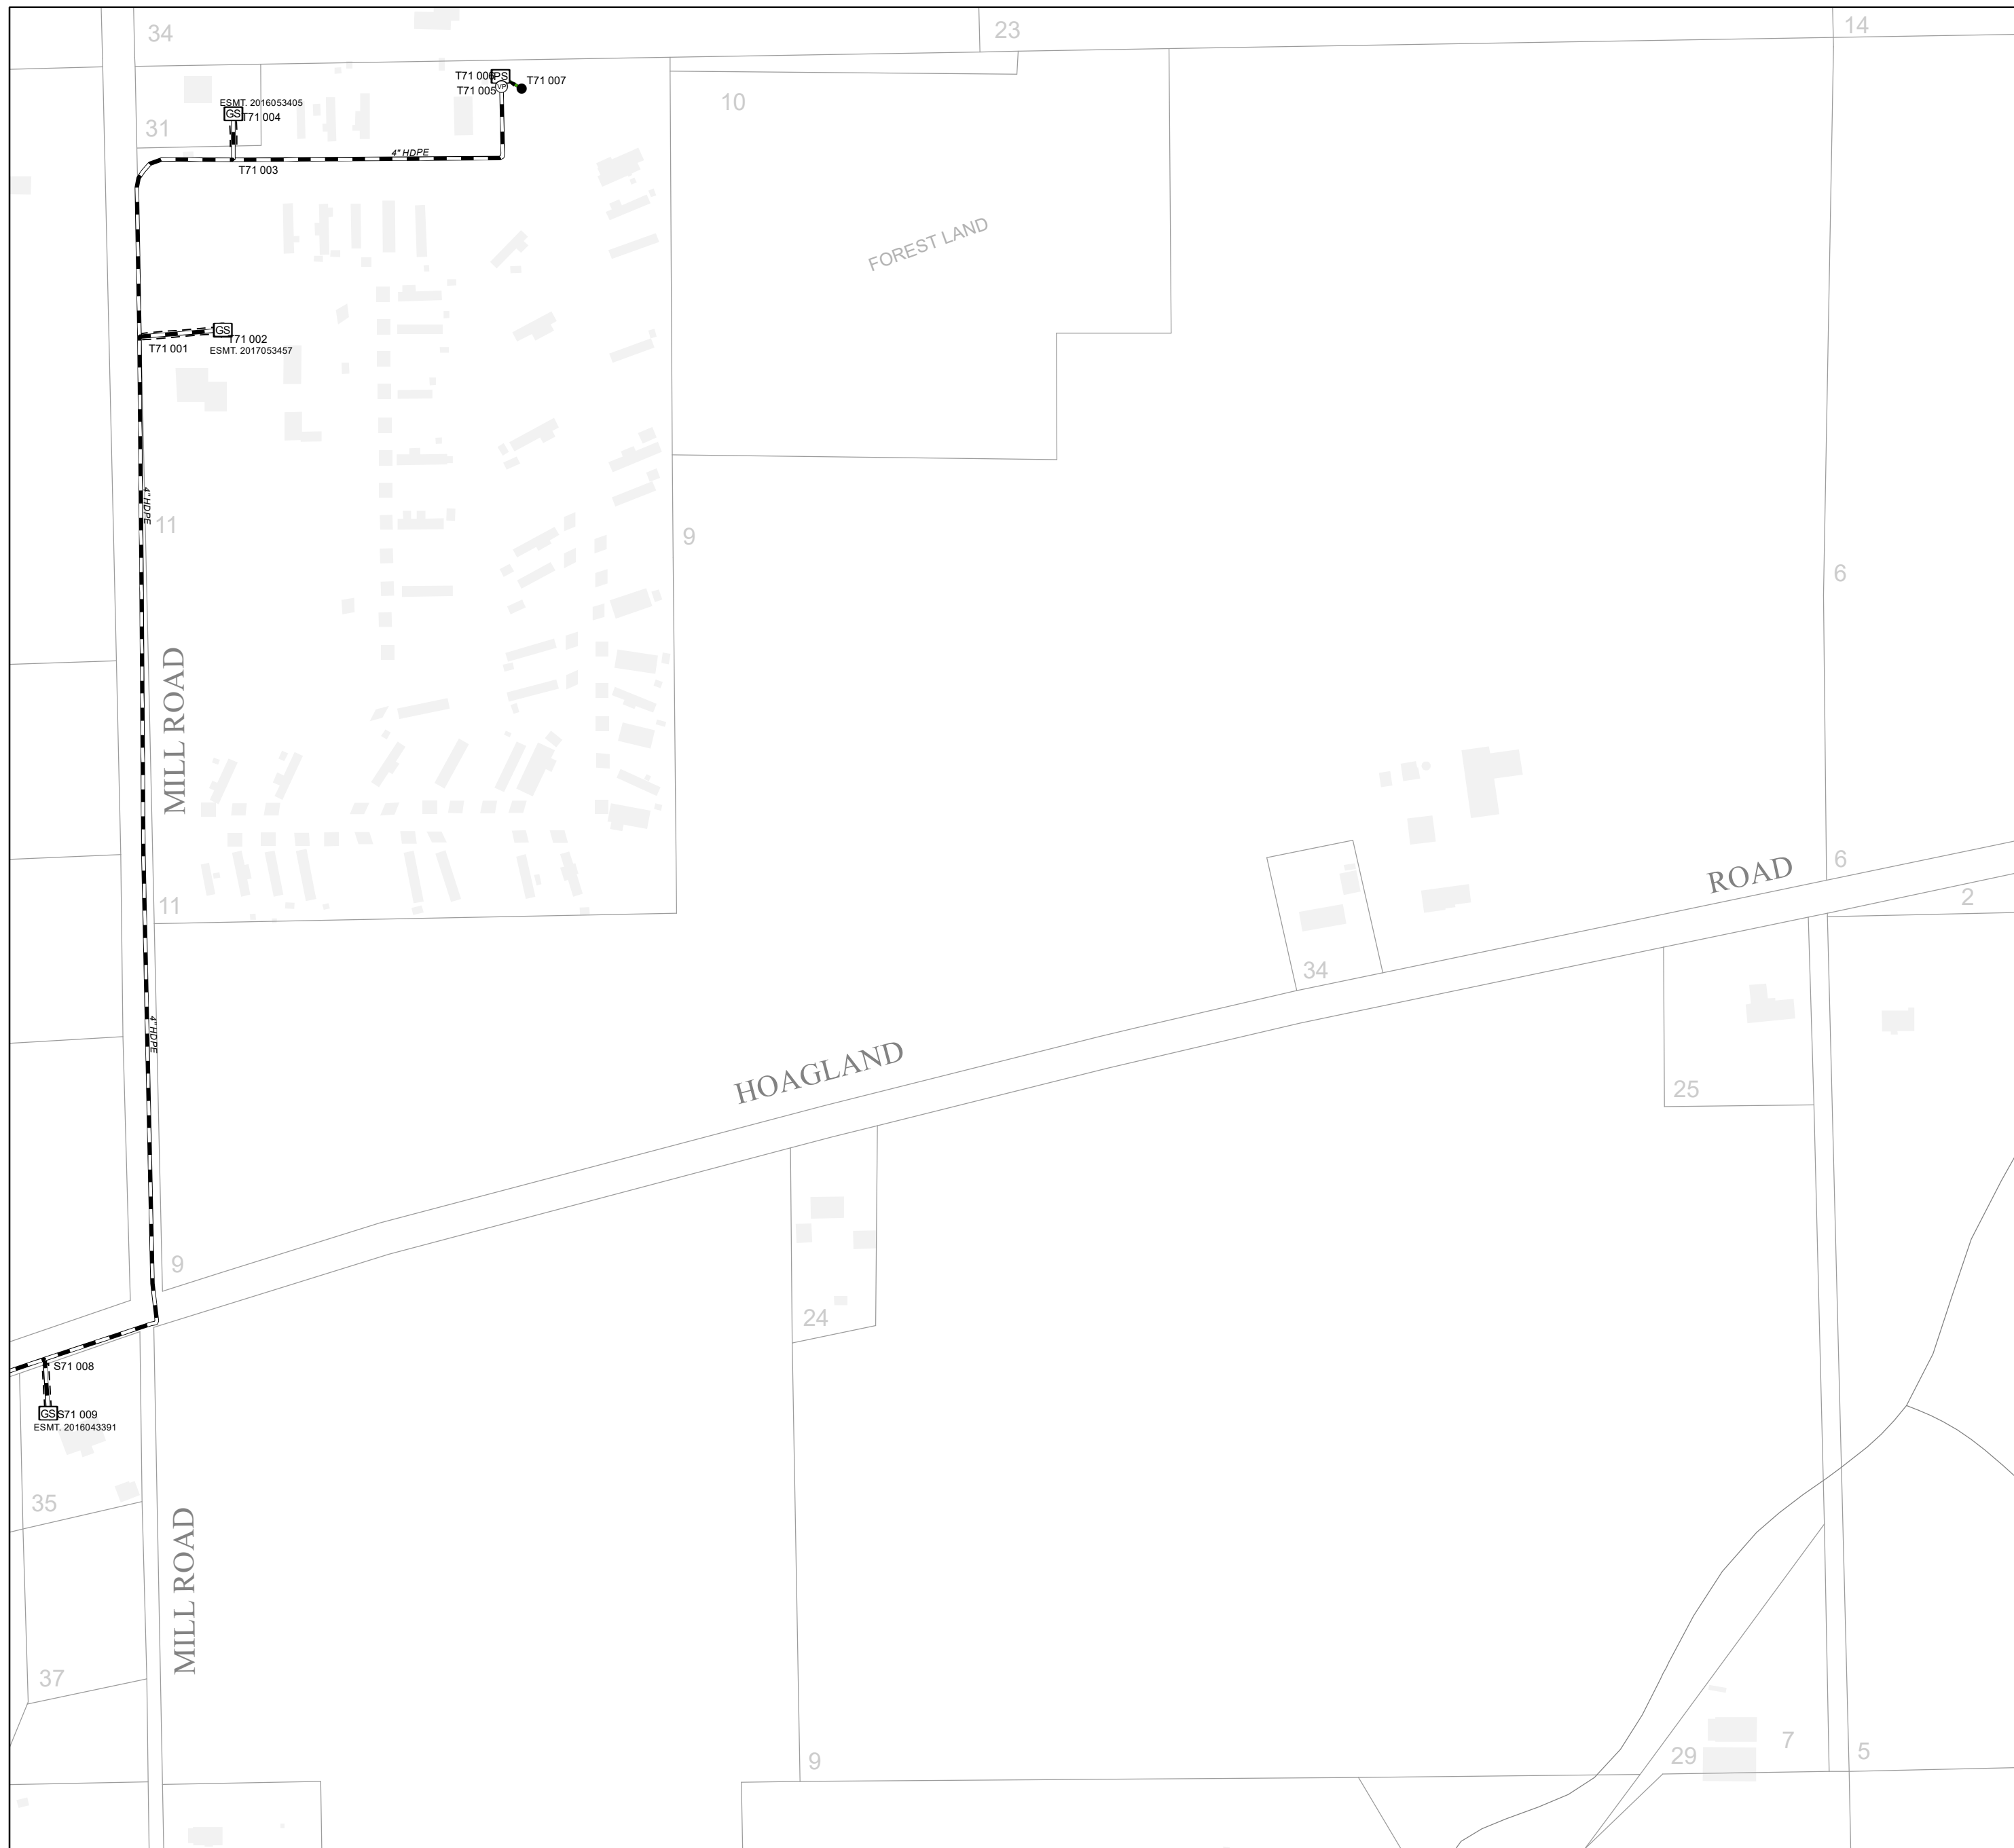 34
23
14
T71 006
PS
T71 007
T71 005
VP
10
ESMT. 2016053405
GS
T71 004
31
4" HDPE
T71 003
FOREST LAND
GS
T71 002
T71 001
ESMT. 2017053457
4" HDPE
11
9
6
MILL ROAD
ROAD
6
2
11
34
4" HDPE
HOAGLAND
25
9
24
S71 008
GS
S71 009
ESMT. 2016043391
35
MILL ROAD
37
9
29
7
5